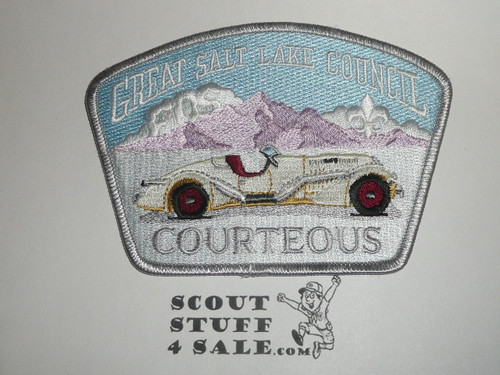 GREAT SALT LAKE COUNCIL
COURTEOUS
SCOUT
STUFF
4 SALE.COM